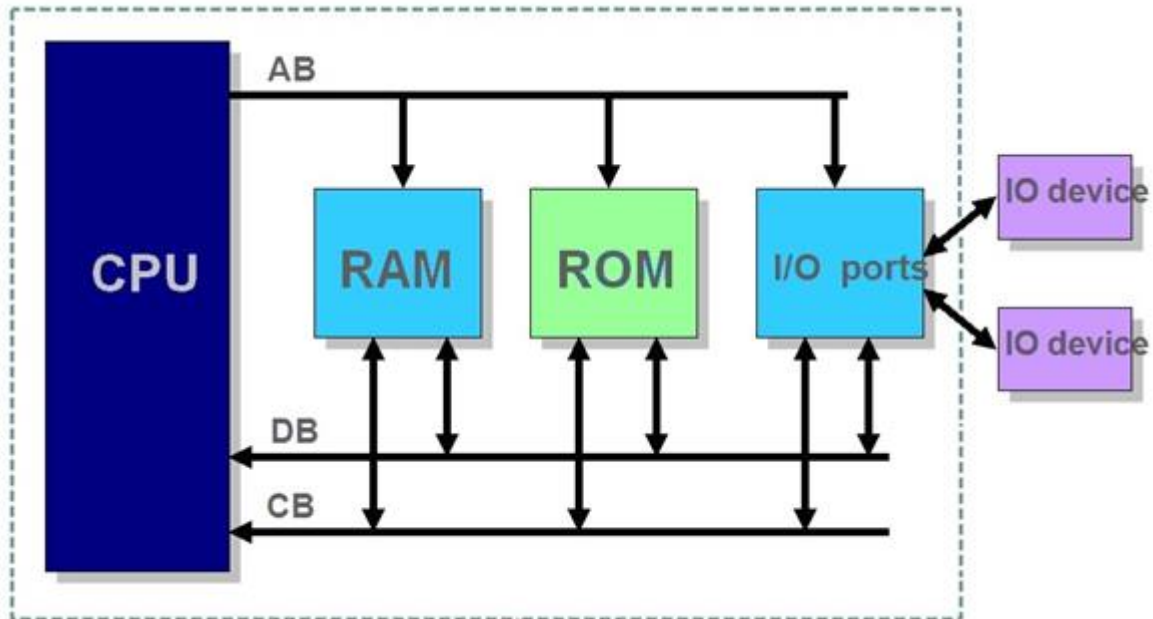 AB
CPU
RAM
ROM
I/O ports
IO device
IO device
DB
CB